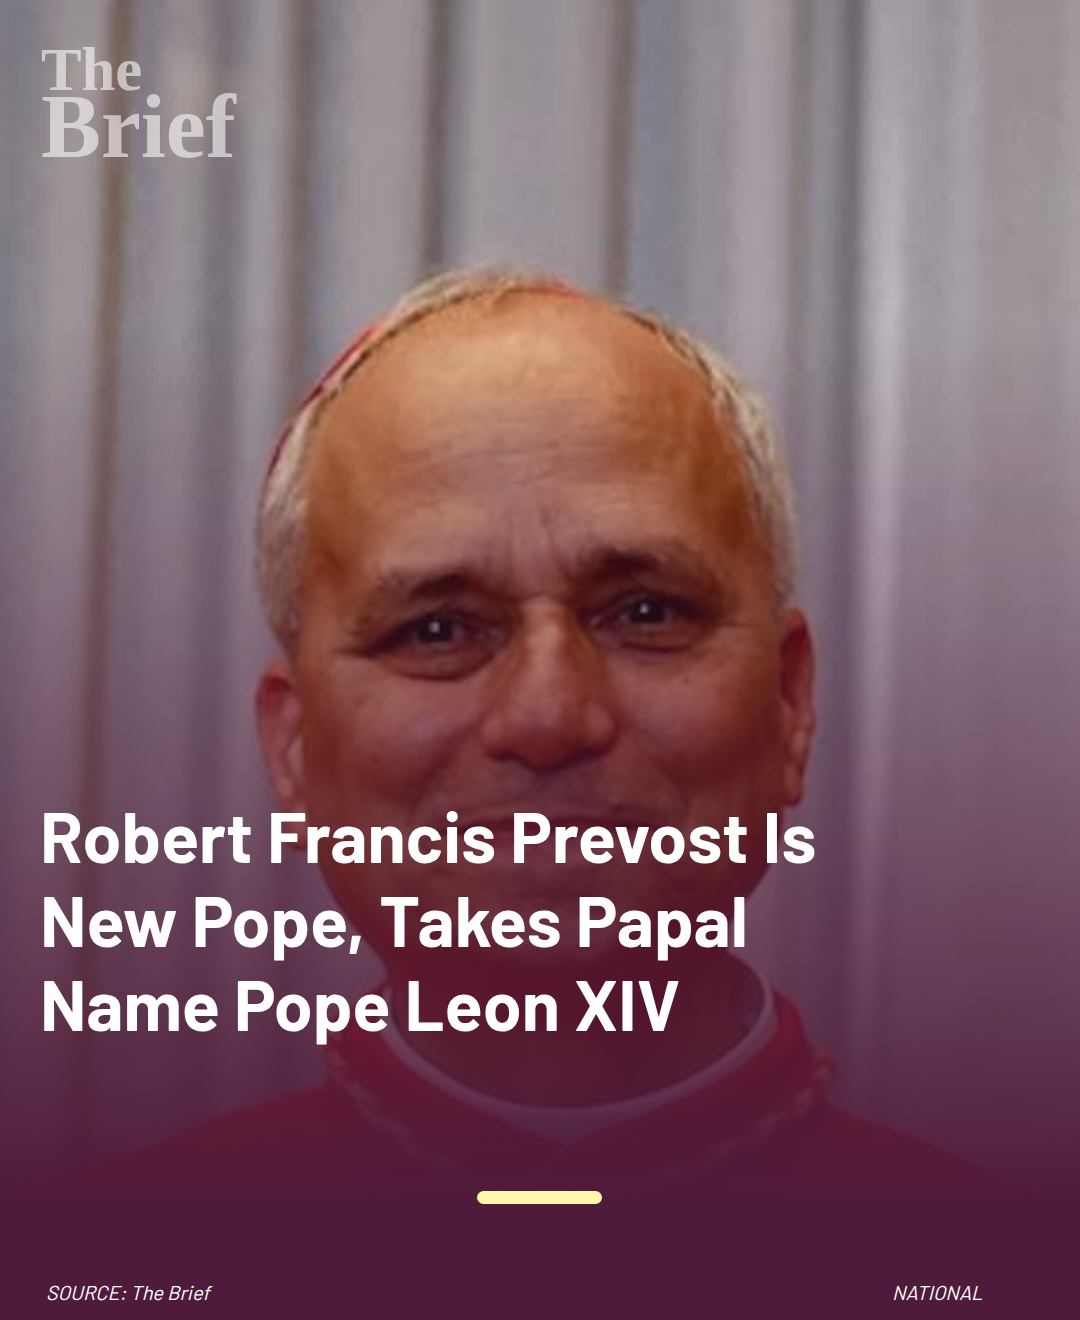 The
Brief
Robert Francis Prevost Is
New Pope, Takes Papal
Name Pope Leon XIV
SOURCE: The Brief
NATIONAL